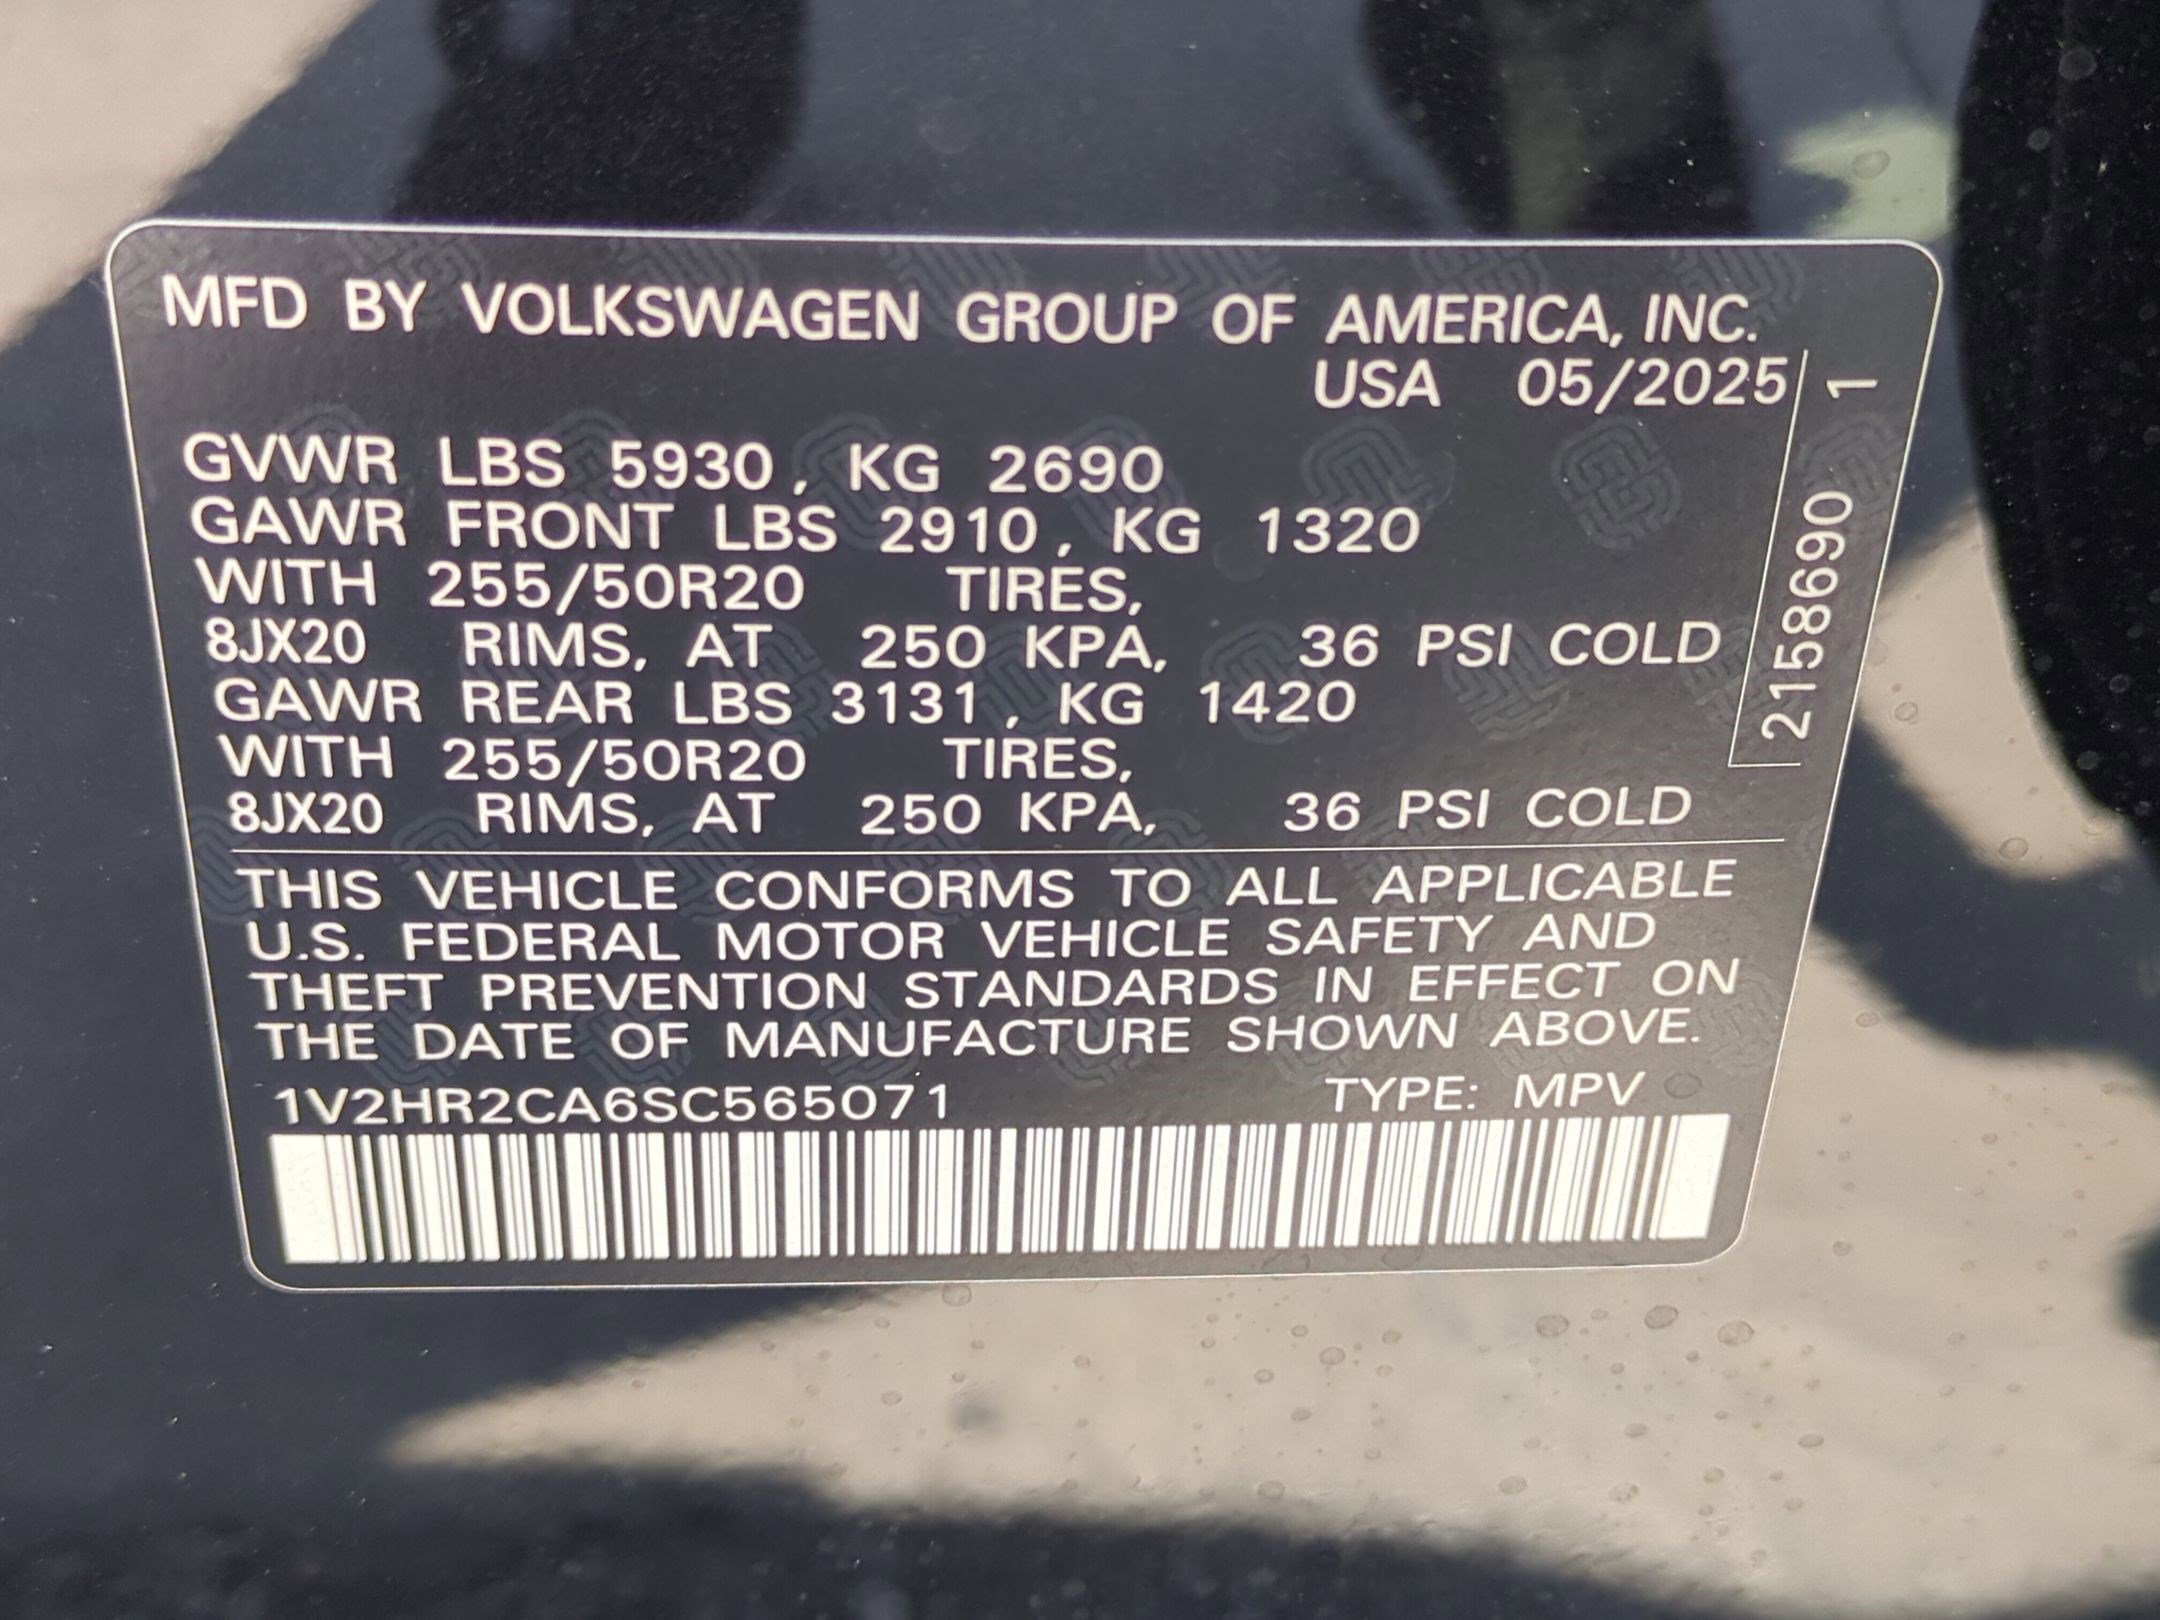 MFD BY VOLKSWAGEN GROUP OF AMERICA, INC.
USA 05/2025
GVWR LBS 5930, KG 2690
GAWR FRONT LBS 2910, KG 1320
WITH 255/50R20 TIRES,
8JX20 RIMS, AT 250 KPA, 36 PSI COLD
GAWR REAR LBS 3131, KG 1420
WITH 255/50R20 TIRES,
8JX20 RIMS, AT 250 KPA, 36 PSI COLD
THIS VEHICLE CONFORMS TO ALL APPLICABLE
U.S. FEDERAL MOTOR VEHICLE SAFETY AND
THEFT PREVENTION STANDARDS IN EFFECT ON
THE DATE OF MANUFACTURE SHOWN ABOVE.
1V2HR2CA6SC565071 TYPE: MPV
2158690 1